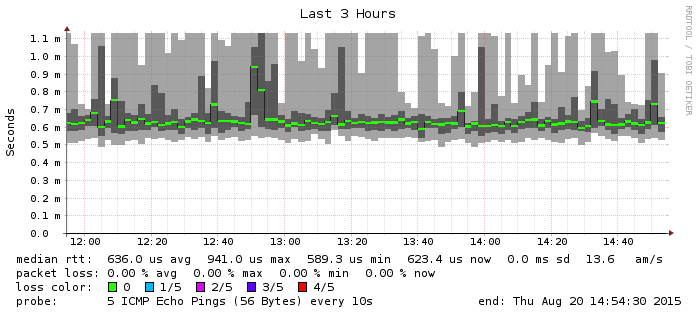 Last 3 Hours
RRDTOOL / TOBI OETIKER
Seconds
1.1 m
1.0 m
0.9 m
0.8 m
0.7 m
0.6 m
0.5 m
0.4 m
0.3 m
0.2 m
0.1 m
0.0
12:00 12:20 12:40 13:00 13:20 13:40 14:00 14:20 14:40
median rtt: 636.0 us avg 941.0 us max 589.3 us min 623.4 us now 0.0 ms sd 13.6 am/s
packet loss: 0.00 % avg 0.00 % max 0.00 % min 0.00 % now
loss color: 0 1/5 2/5 3/5 4/5
probe: 5 ICMP Echo Pings (56 Bytes) every 10s end: Thu Aug 20 14:54:30 2015